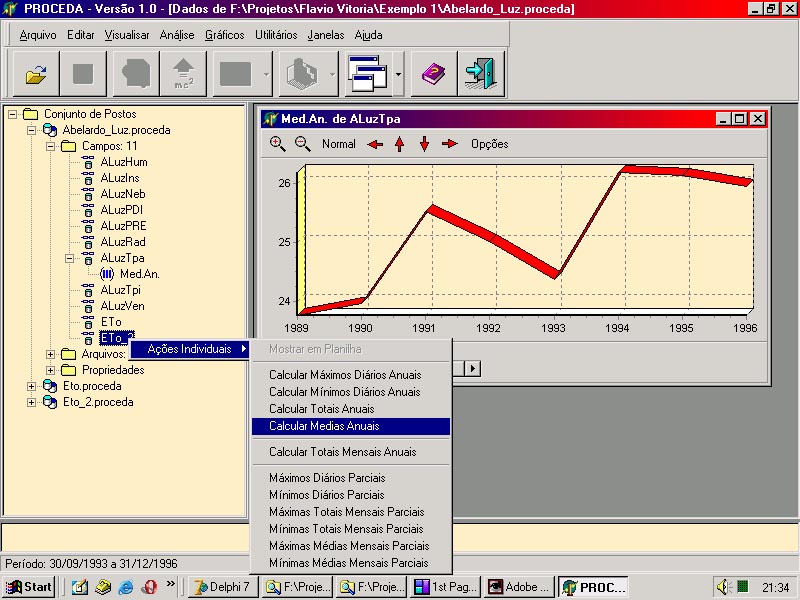 PROCEDA - Versão 1.0 - [Dados de F:\Projetos\Flavio Vitoria\Exemplo 1\Abelardo_Luz.proceda]
Arquivo Editar Visualisar Análise Gráficos Utilitários Janelas Ajuda
mc²
Conjunto de Postos
Abelardo_Luz.proceda
Campos: 11
ALuzHum
ALuzIns
ALuzNeb
ALuzPDI
ALuzPRE
ALuzRad
ALuzTpa
Med.An.
ALuzTpi
ALuzVen
ETo
ETo_2
Arquivos:
Propriedades
Eto.proceda
Eto_2.proceda
Med.An. de ALuzTpa
Normal Opções
26
25
24
1989 1990 1991 1992 1993 1994 1995 1996
Ações Individuais
Mostrar em Planilha
Calcular Máximos Diários Anuais
Calcular Mínimos Diários Anuais
Calcular Totais Anuais
Calcular Medias Anuais
Calcular Totais Mensais Anuais
Máximos Diários Parciais
Mínimos Diários Parciais
Máximas Totais Mensais Parciais
Mínimas Totais Mensais Parciais
Máximas Médias Mensais Parciais
Mínimas Médias Mensais Parciais
Período: 30/09/1993 a 31/12/1996
Start » Delphi 7 F:\Proje... F:\Proje... 1st Pag... Adobe ... PROC... 21:34